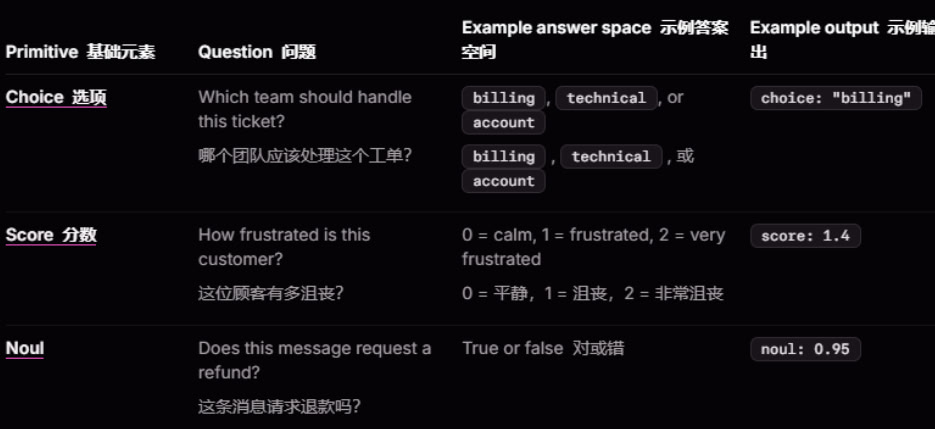 Primitive 基础元素
Question 问题
Example answer space 示例答案
空间
Example output 示例输
出
Choice 选项
Which team should handle
this ticket?
哪个团队应该处理这个工单?
billing, technical, or
account
billing, technical, 或
account
choice: "billing"
Score 分数
How frustrated is this
customer?
这位顾客有多沮丧?
0 = calm, 1 = frustrated, 2 = very
frustrated
0 = 平静，1 = 沮丧，2 = 非常沮丧
score: 1.4
Noul
Does this message request a
refund?
这条消息请求退款吗?
True or false 对或错
noul: 0.95